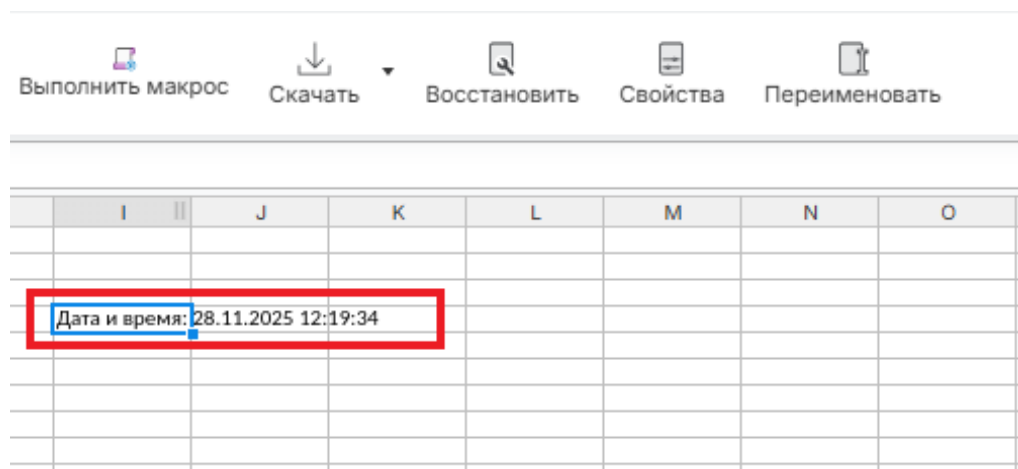 Выполнить макрос Скачать Восстановить Свойства Переименовать
I J K L M N O
Дата и время: 28.11.2025 12:19:34